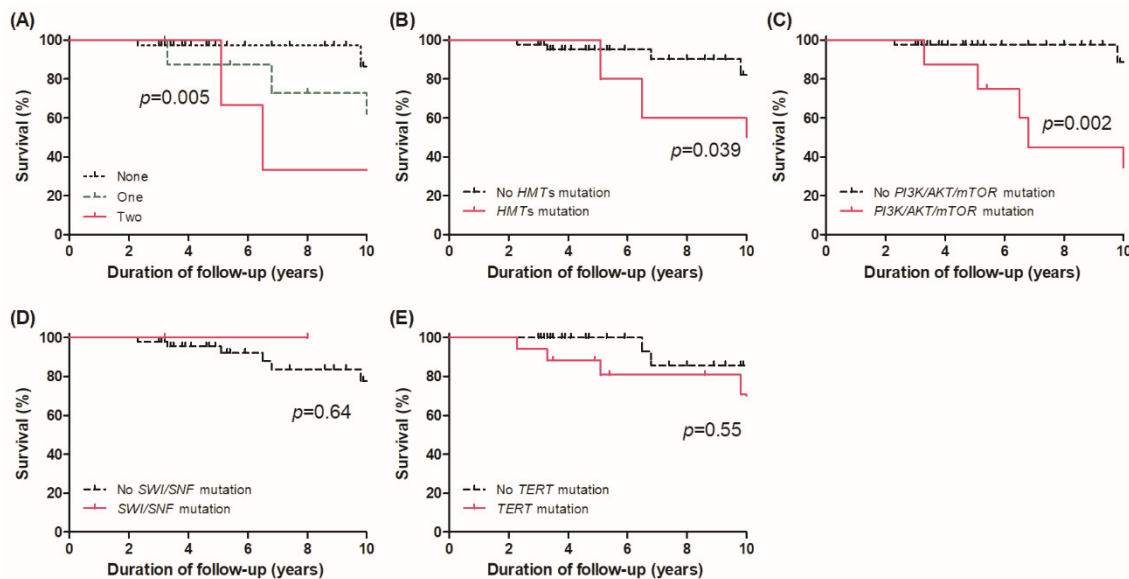 (A)
Survival (%)
100
80
60
40
20
0
p=0.005
None
One
Two
0 2 4 6 8 10
Duration of follow-up (years)
(B)
Survival (%)
100
80
60
40
20
0
p=0.039
No HMTs mutation
HMTs mutation
0 2 4 6 8 10
Duration of follow-up (years)
(C)
Survival (%)
100
80
60
40
20
0
p=0.002
No PI3K/AKT/mTOR mutation
PI3K/AKT/mTOR mutation
0 2 4 6 8 10
Duration of follow-up (years)
(D)
Survival (%)
100
80
60
40
20
0
p=0.64
No SWI/SNF mutation
SWI/SNF mutation
0 2 4 6 8 10
Duration of follow-up (years)
(E)
Survival (%)
100
80
60
40
20
0
p=0.55
No TERT mutation
TERT mutation
0 2 4 6 8 10
Duration of follow-up (years)